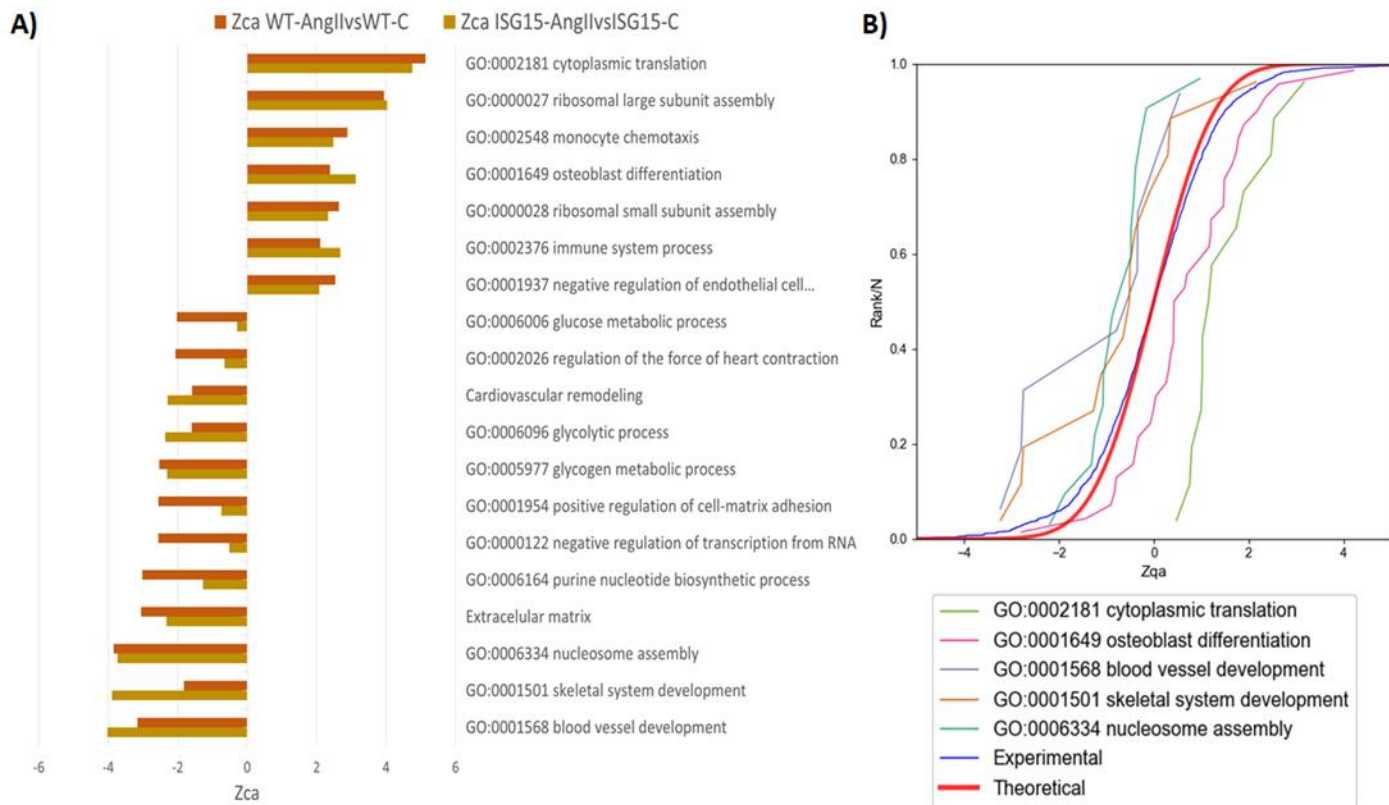 A)
Zca WT-AngIIvsWT-C
Zca ISG15-AngIIvsISG15-C
-4
-2
0
2
4
6
GO:0002181 cytoplasmic translation
GO:0000027 ribosomal large subunit assembly
GO:0002548 monocyte chemotaxis
GO:0001649 osteoblast differentiation
GO:0000028 ribosomal small subunit assembly
GO:0002376 immune system process
GO:0001937 negative regulation of endothelial cell...
GO:0006006 glucose metabolic process
GO:0002026 regulation of the force of heart contraction
Cardiovascular remodeling
GO:0006096 glycolytic process
GO:0005977 glycogen metabolic process
GO:0001954 positive regulation of cell-matrix adhesion
GO:0000122 negative regulation of transcription from RNA
GO:0006164 purine nucleotide biosynthetic process
Extracelular matrix
GO:0006334 nucleosome assembly
GO:0001501 skeletal system development
GO:0001568 blood vessel development
-6
-4
-2
0
2
4
6
Zca
B)
1.0
0.8
0.6
0.4
0.2
0.0
Rank/N
−4
−2
0
2
4
Zqa
GO:0002181 cytoplasmic translation
GO:0001649 osteoblast differentiation
GO:0001568 blood vessel development
GO:0001501 skeletal system development
GO:0006334 nucleosome assembly
Experimental
Theoretical